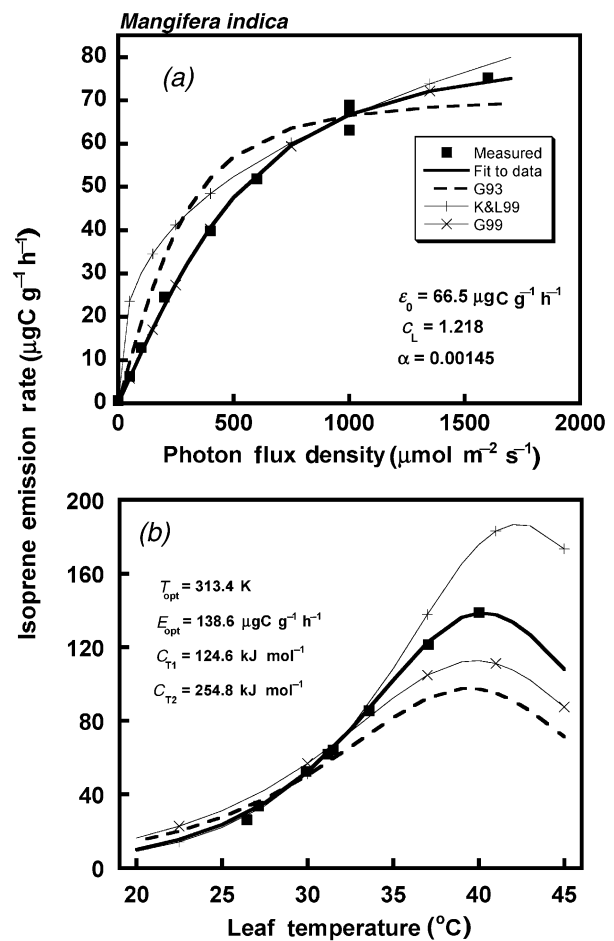 Mangifera indica
(a)
80
70
60
50
40
30
20
10
0
Measured
Fit to data
G93
K&L99
G99
ε0 = 66.5 μgC g–1 h–1
CL = 1.218
α = 0.00145
0 500 1000 1500 2000
Photon flux density (μmol m–2 s–1)
Isoprene emission rate (μgC g–1 h–1)
(b)
200
160
120
80
40
0
Topt = 313.4 K
Eopt = 138.6 μgC g–1 h–1
CT1 = 124.6 kJ mol–1
CT2 = 254.8 kJ mol–1
20 25 30 35 40 45
Leaf temperature (oC)